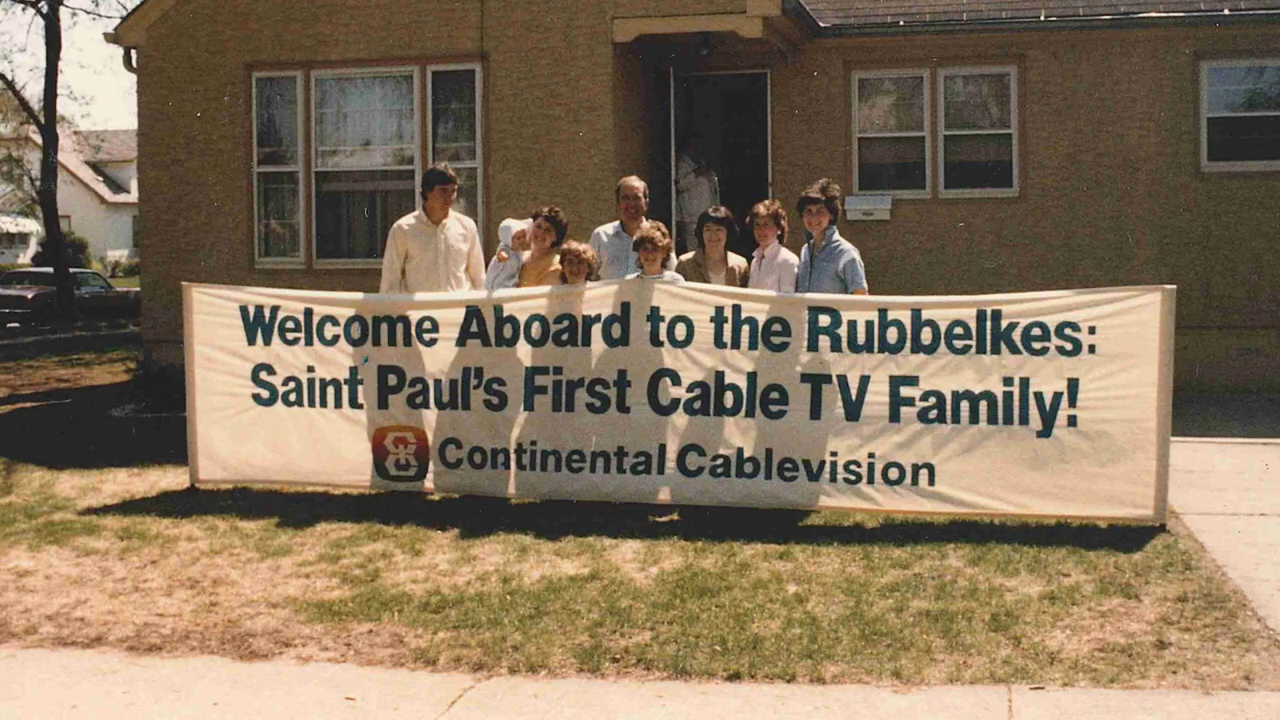 Welcome Aboard to the Rubbelkes:
Saint Paul's First Cable TV Family!
Continental Cablevision